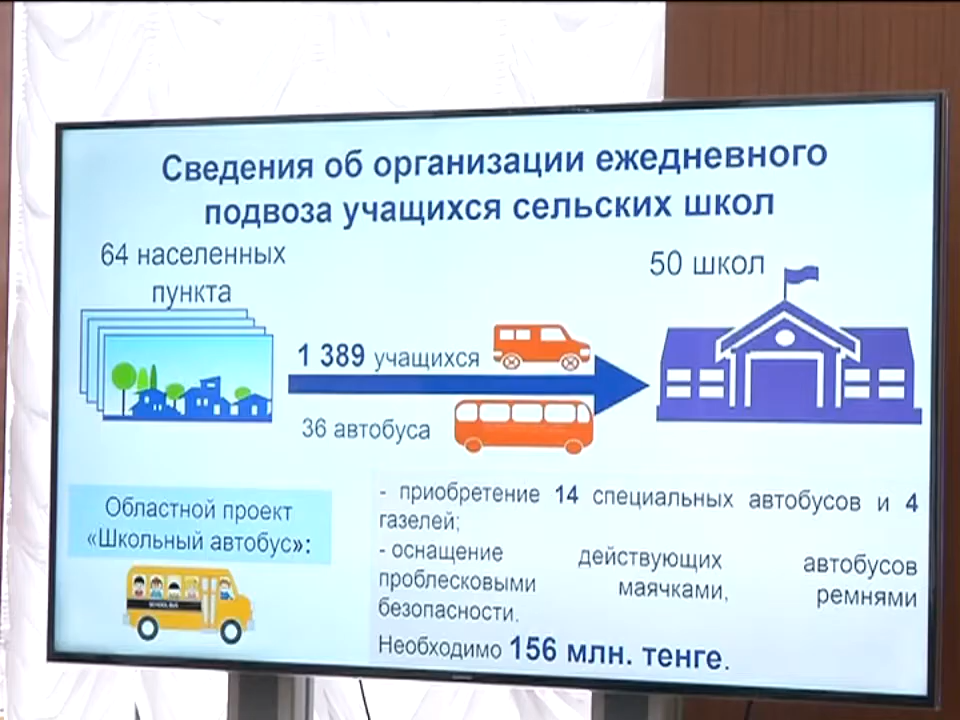 Сведения об организации ежедневного
подвоза учащихся сельских школ
64 населенных
пункта
50 школ
1 389 учащихся
36 автобуса
Областной проект
«Школьный автобус»:
SCHOOL BUS
- приобретение 14 специальных автобусов и 4
газелей;
- оснащение действующих автобусов
проблесковыми маячками, ремнями
безопасности.
Необходимо 156 млн. тенге.